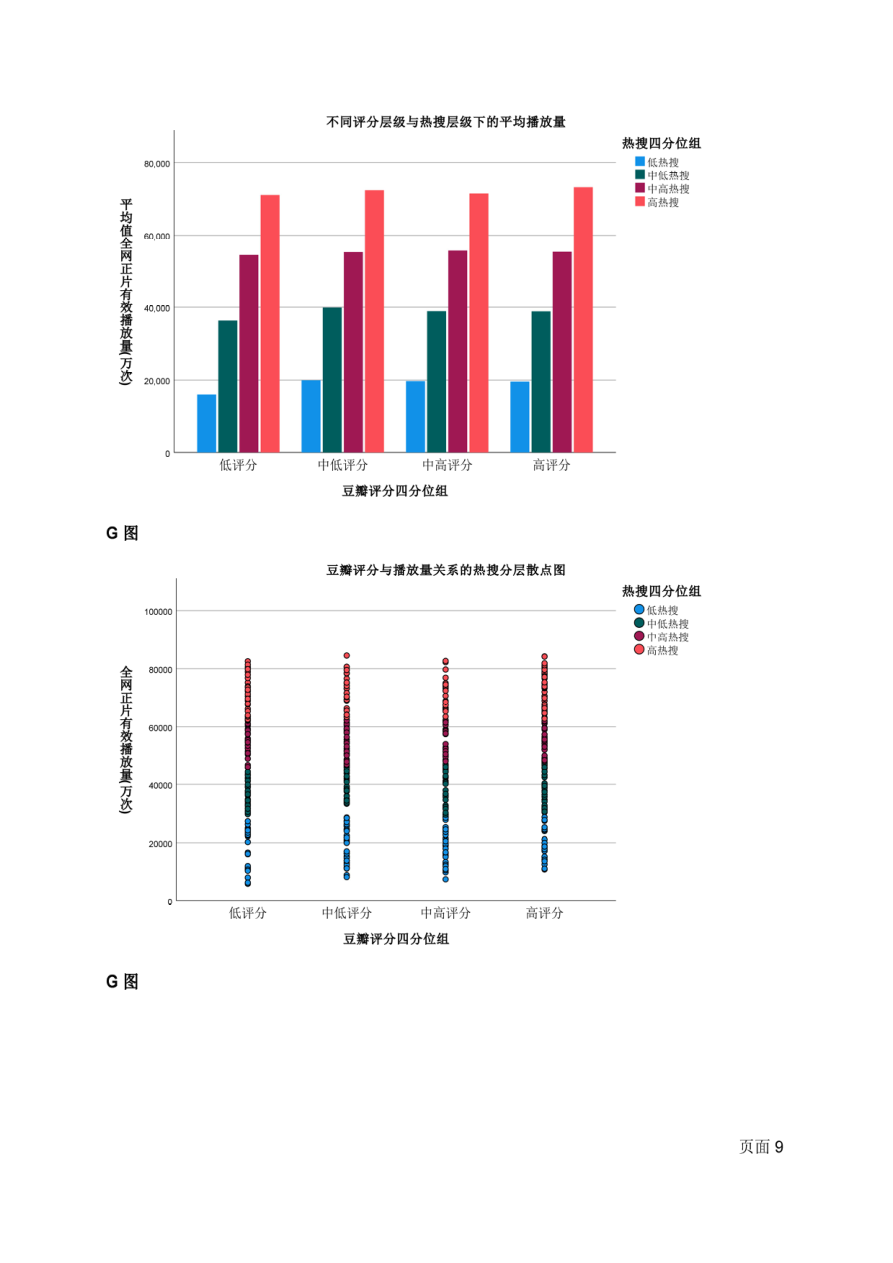 不同评分层级与热搜层级下的平均播放量
热搜四分位组
低热搜
中低热搜
中高热搜
高热搜
平均值全网正片有效播放量(万次)
80,000
60,000
40,000
20,000
0
低评分 中低评分 中高评分 高评分
豆瓣评分四分位组
G 图
豆瓣评分与播放量关系的热搜分层散点图
热搜四分位组
低热搜
中低热搜
中高热搜
高热搜
全网正片有效播放量(万次)
100000
80000
60000
40000
20000
0
低评分 中低评分 中高评分 高评分
豆瓣评分四分位组
G 图
页面 9